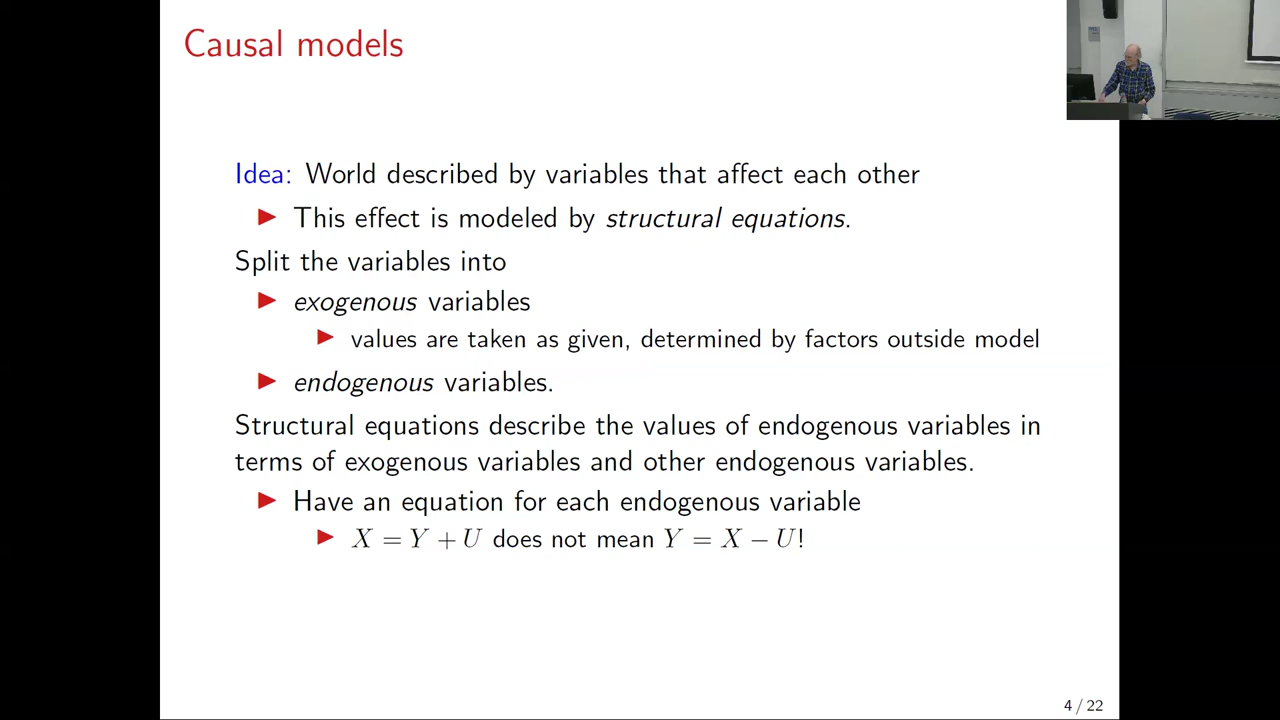 Causal models
Idea: World described by variables that affect each other
▶ This effect is modeled by structural equations.
Split the variables into
▶ exogenous variables
▶ values are taken as given, determined by factors outside model
▶ endogenous variables.
Structural equations describe the values of endogenous variables in
terms of exogenous variables and other endogenous variables.
▶ Have an equation for each endogenous variable
▶ X = Y + U does not mean Y = X − U!
4 / 22